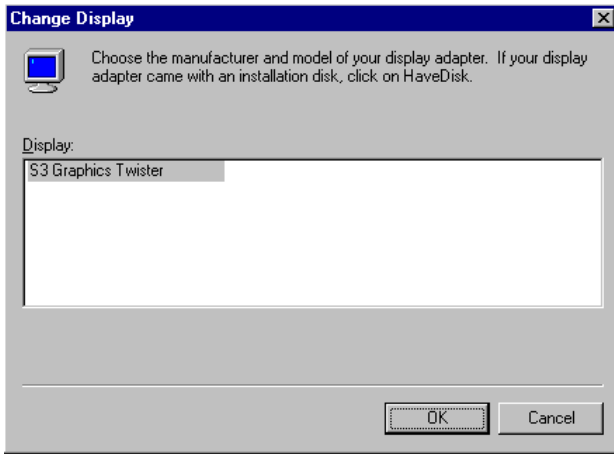 Change Display
Choose the manufacturer and model of your display adapter. If your display
adapter came with an installation disk, click on HaveDisk.
Display:
S3 Graphics Twister
OK
Cancel